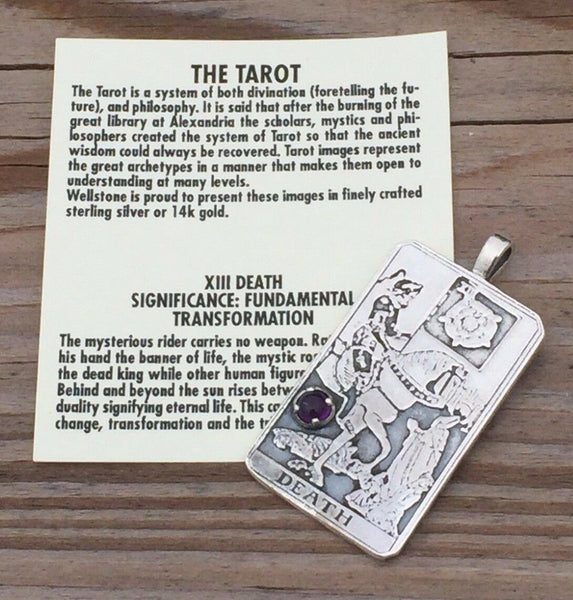 THE TAROT
The Tarot is a system of both divination (foretelling the fu-
ture), and philosophy. It is said that after the burning of the
great library at Alexandria the scholars, mystics and phi-
losophers created the system of Tarot so that the ancient
wisdom could always be recovered. Tarot images represent
the great archetypes in a manner that makes them open to
understanding at many levels.
Wellstone is proud to present these images in finely crafted
sterling silver or 14k gold.
XIII DEATH
SIGNIFICANCE: FUNDAMENTAL
TRANSFORMATION
The mysterious rider carries no weapon.
his hand the banner of life, the mystic
the dead king while other human
Behind and beyond the sun rises
duality signifying eternal life. This
change, transformation and the
DEATH